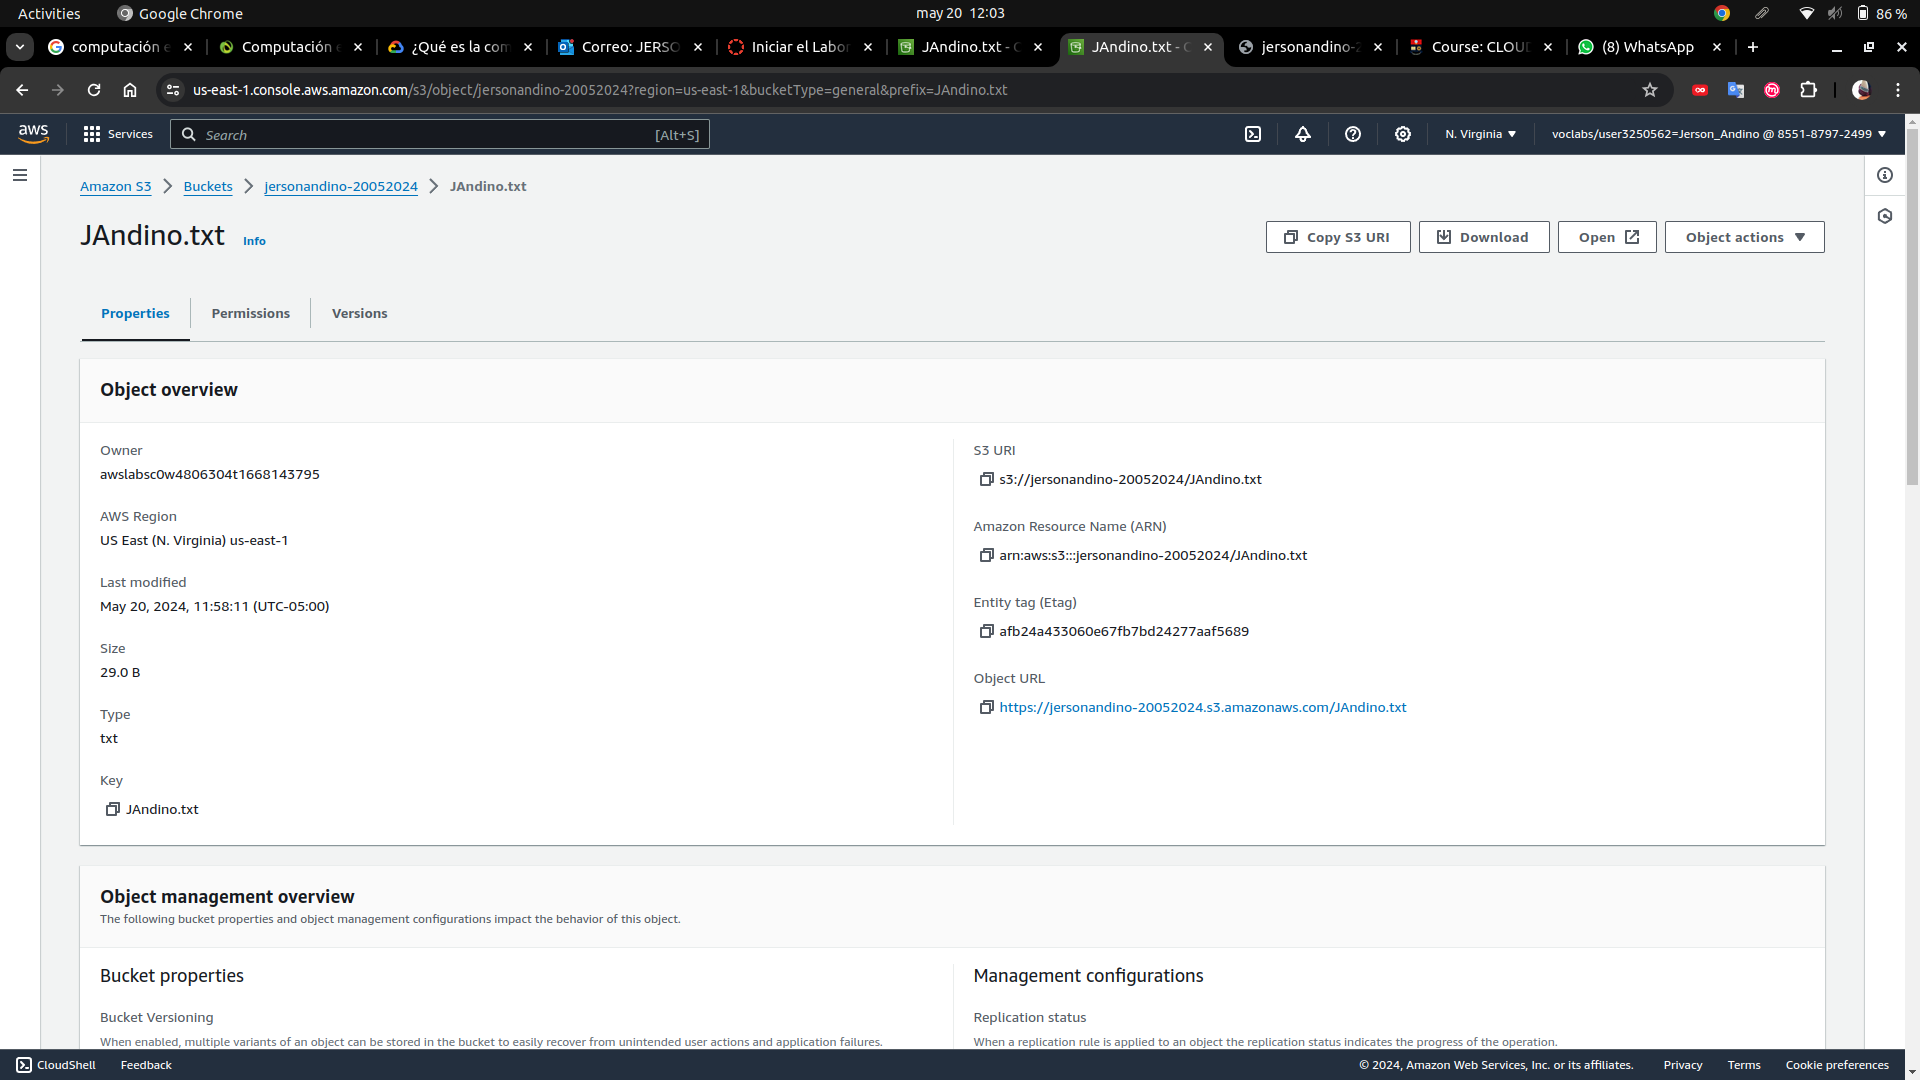 Activities Google Chrome may 20 12:03 86 %
computación e Computación e ¿Qué es la com Correo: JERSO Iniciar el Labor JAndino.txt - C JAndino.txt - C jersonandino-2 Course: CLOUD (8) WhatsApp
us-east-1.console.aws.amazon.com/s3/object/jersonandino-20052024?region=us-east-1&bucketType=general&prefix=JAndino.txt
aws Services Search [Alt+S] N. Virginia voclabs/user3250562=Jerson_Andino @ 8551-8797-2499
Amazon S3 Buckets jersonandino-20052024 JAndino.txt
JAndino.txt Info Copy S3 URI Download Open Object actions
Properties Permissions Versions
Object overview
Owner
awslabsc0w4806304t1668143795
AWS Region
US East (N. Virginia) us-east-1
Last modified
May 20, 2024, 11:58:11 (UTC-05:00)
Size
29.0 B
Type
txt
Key
JAndino.txt
S3 URI
s3://jersonandino-20052024/JAndino.txt
Amazon Resource Name (ARN)
arn:aws:s3:::jersonandino-20052024/JAndino.txt
Entity tag (Etag)
afb24a433060e67fb7bd24277aaf5689
Object URL
https://jersonandino-20052024.s3.amazonaws.com/JAndino.txt
Object management overview
The following bucket properties and object management configurations impact the behavior of this object.
Bucket properties
Bucket Versioning
When enabled, multiple variants of an object can be stored in the bucket to easily recover from unintended user actions and application failures.
Management configurations
Replication status
When a replication rule is applied to an object the replication status indicates the progress of the operation.
CloudShell Feedback © 2024, Amazon Web Services, Inc. or its affiliates. Privacy Terms Cookie preferences